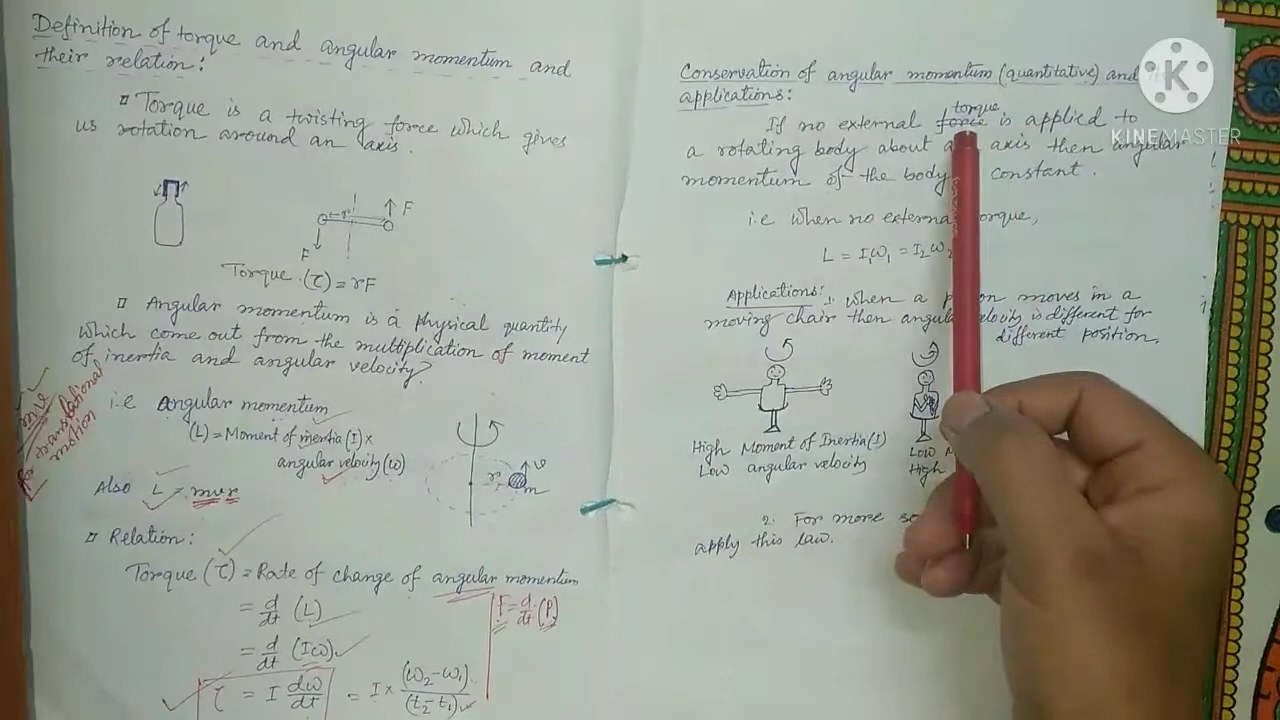 Definition of torque and angular momentum and
their relation:
Torque is a twisting force which gives
us rotation around an axis.
r
F
F
Torque (τ) = rF
Angular momentum is a physical quantity
which come out from the multiplication of moment
of inertia and angular velocity.
i.e angular momentum
(L) = Moment of inertia (I) ×
angular velocity (ω)
Also L = mvr
mv
for translational
motion
r
v
m
Relation:
Torque (τ) = Rate of change of angular momentum
= d/dt (L)
= d/dt (Iω)
τ = I dω/dt = I × (ω2-ω1)/(t2-t1)
F = d/dt (P)
Conservation of angular momentum (quantitative) and
applications:
torque
If no external force is applied to
a rotating body about axis then angular
momentum of the body constant.
i.e when no external torque,
L = I1ω1 = I2ω2
Applications: 1. When a moves in a
moving chair then angular velocity is different for
different position.
High Moment of Inertia (I)
Low angular velocity
Low
High
2. For more
apply this law.
K
KINEMASTER